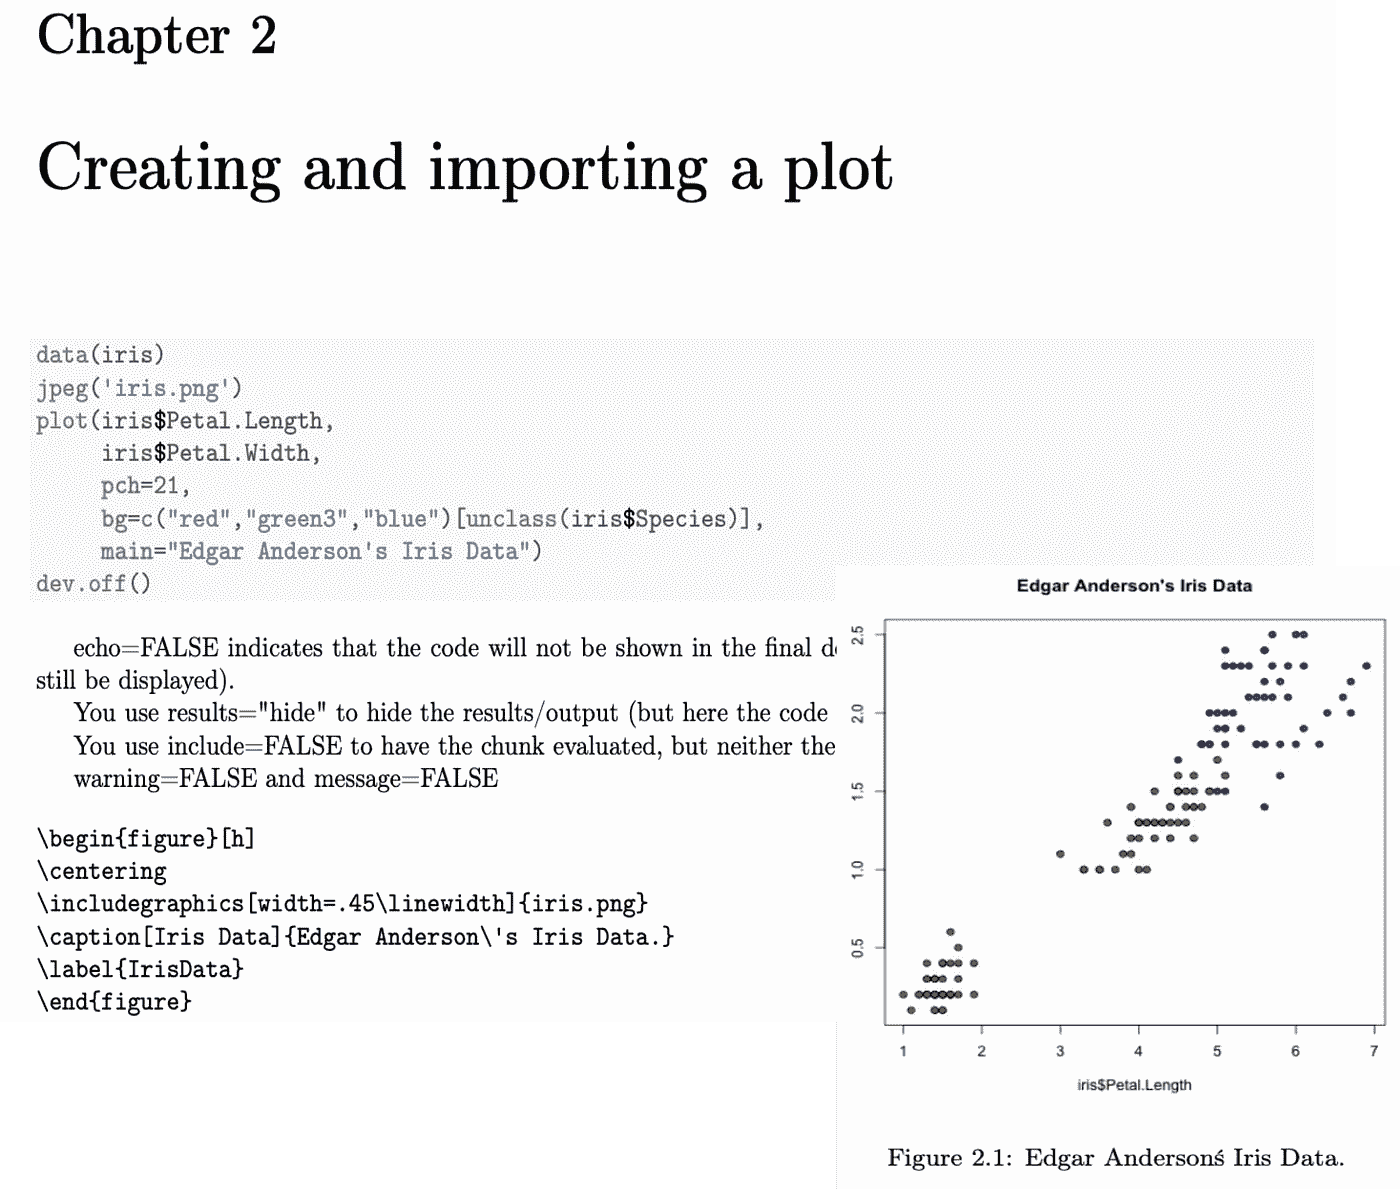 Chapter 2
Creating and importing a plot
data(iris)
jpeg('iris.png')
plot(iris$Petal.Length,
iris$Petal.Width,
pch=21,
bg=c("red","green3","blue")[unclass(iris$Species)],
main="Edgar Anderson's Iris Data")
dev.off()
echo=FALSE indicates that the code will not be shown in the final
still be displayed).
You use results="hide" to hide the results/output (but here the code
You use include=FALSE to have the chunk evaluated, but neither the
warning=FALSE and message=FALSE
\begin{figure}[h]
\centering
\includegraphics[width=.45\linewidth]{iris.png}
\caption[Iris Data]{Edgar Anderson\'s Iris Data.}
\label{IrisData}
\end{figure}
Edgar Anderson's Iris Data
2.5
2.0
1.5
1.0
0.5
1 2 3 4 5 6 7
iris$Petal.Length
Figure 2.1: Edgar Andersonś Iris Data.